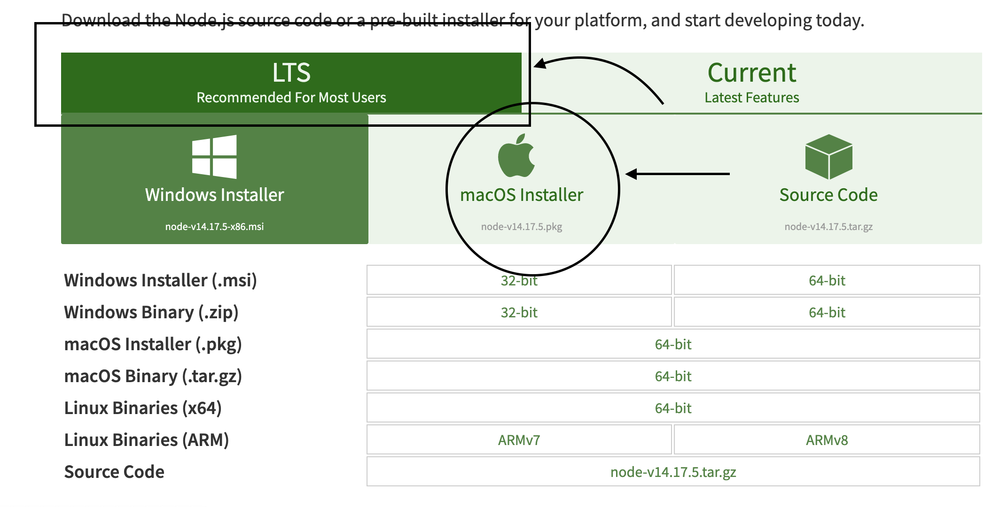 Download the Node.js source code or a pre-built installer for your platform, and start developing today.
LTS
Recommended For Most Users
Current
Latest Features
Windows Installer
node-v14.17.5-x86.msi
macOS Installer
node-v14.17.5.pkg
Source Code
node-v14.17.5.tar.gz
Windows Installer (.msi) 32-bit 64-bit
Windows Binary (.zip) 32-bit 64-bit
macOS Installer (.pkg) 64-bit
macOS Binary (.tar.gz) 64-bit
Linux Binaries (x64) 64-bit
Linux Binaries (ARM) ARMv7 ARMv8
Source Code node-v14.17.5.tar.gz